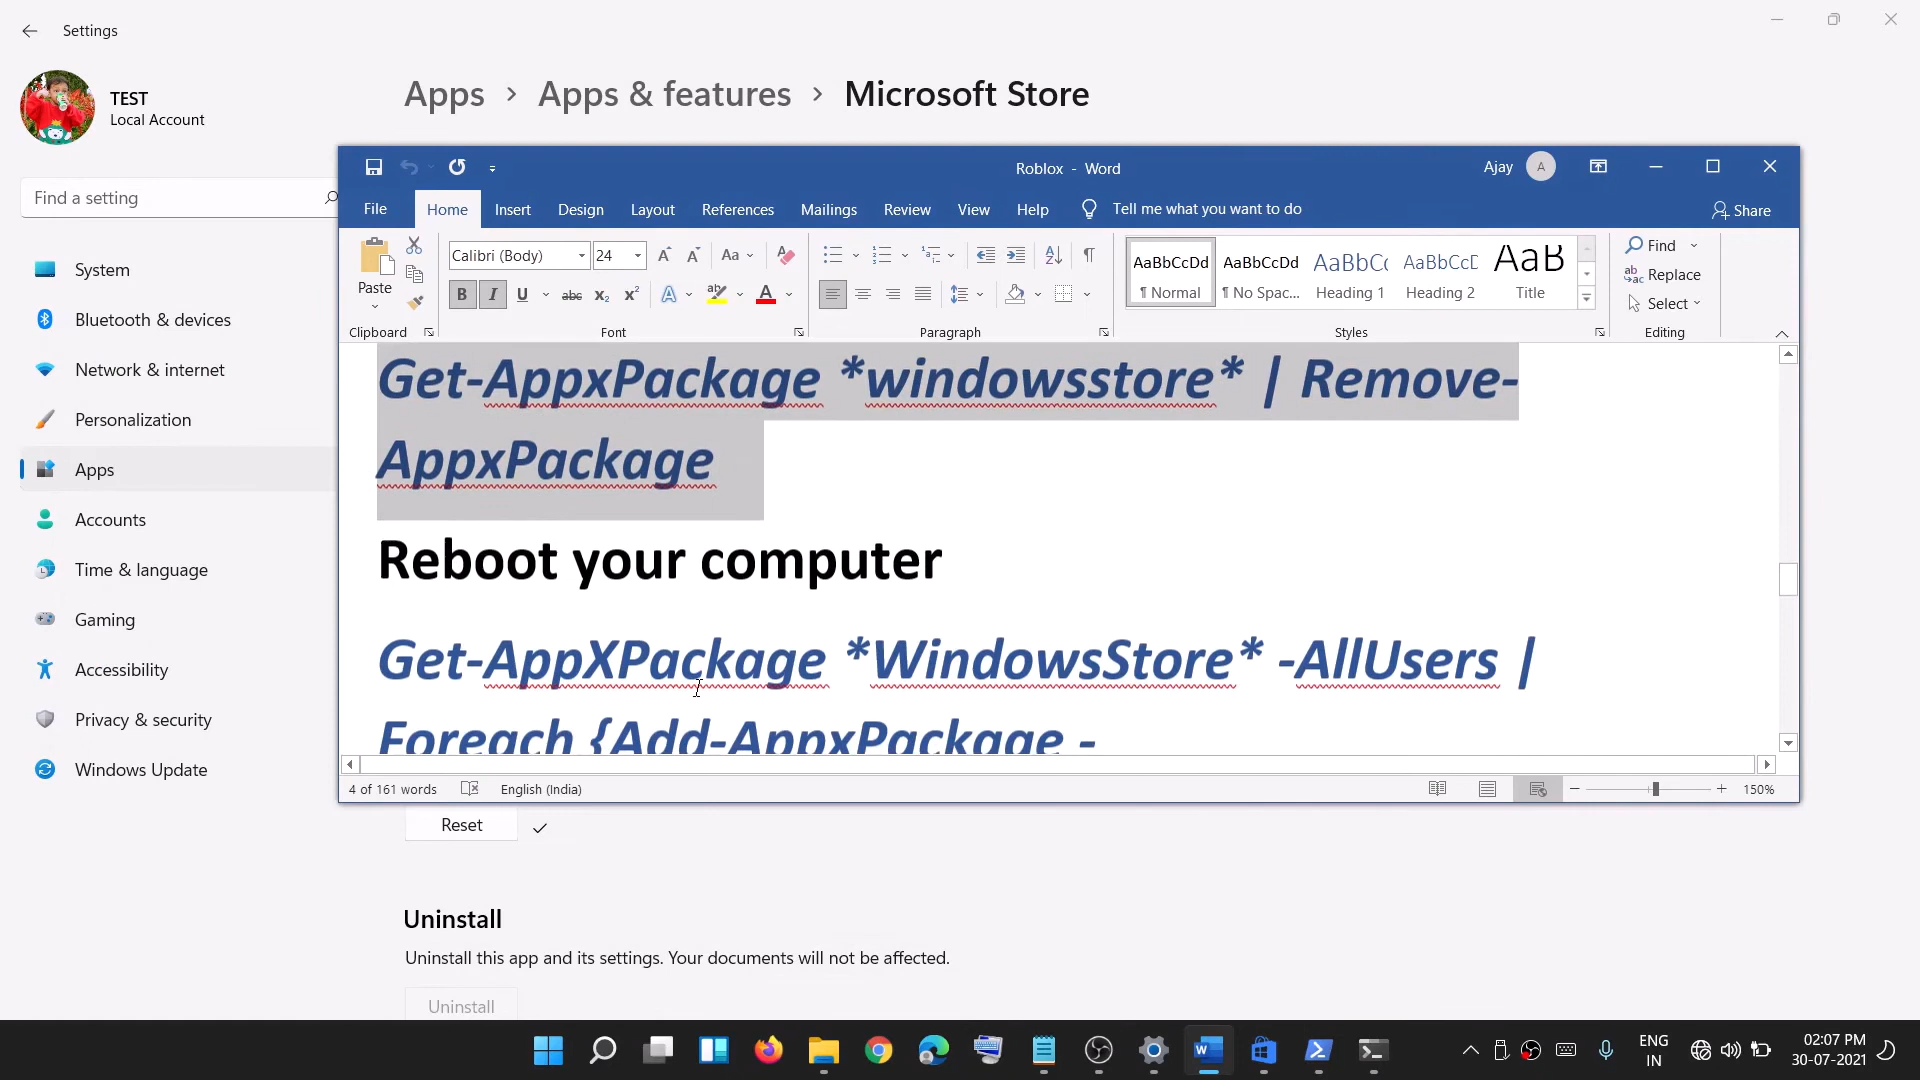 Settings
TEST
Local Account
Apps > Apps & features > Microsoft Store
Find a setting
System
Bluetooth & devices
Network & internet
Personalization
Apps
Accounts
Time & language
Gaming
Accessibility
Privacy & security
Windows Update
Roblox - Word
Ajay
A
File Home Insert Design Layout References Mailings Review View Help Tell me what you want to do Share
Paste
Clipboard
Calibri (Body) 24
Font
Paragraph
AaBbCcDd AaBbCcDd AaBbC( AaBbCcD AaB
¶ Normal ¶ No Spac... Heading 1 Heading 2 Title
Styles
Find
Replace
Select
Editing
Get-AppxPackage *windowsstore* | Remove-
AppxPackage
Reboot your computer
Get-AppXPackage *WindowsStore* -AllUsers |
Foreach {Add-AppxPackage -
4 of 161 words English (India) 150%
Reset
Uninstall
Uninstall this app and its settings. Your documents will not be affected.
Uninstall
ENG
IN
02:07 PM
30-07-2021